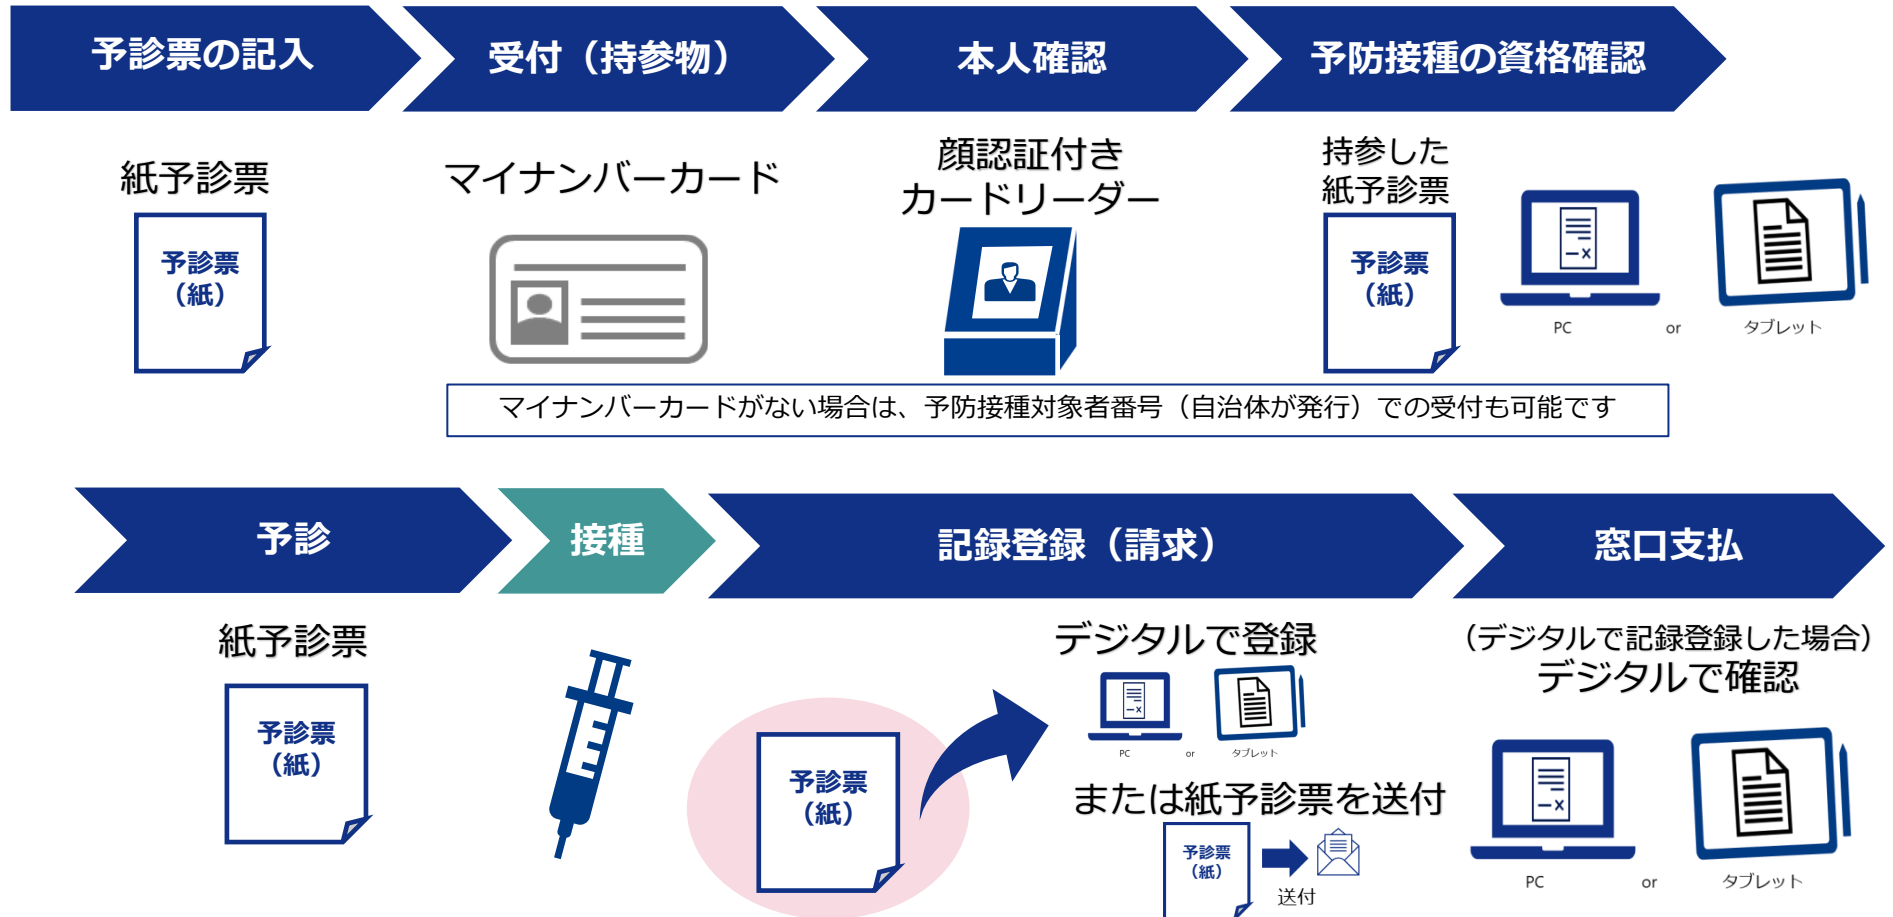 予診票の記入
受付（持参物）
本人確認
予防接種の資格確認
紙予診票
予診票
（紙）
マイナンバーカード
顔認証付き
カードリーダー
持参した
紙予診票
予診票
（紙）
PC
or
タブレット
マイナンバーカードがない場合は、予防接種対象者番号（自治体が発行）での受付も可能です
予診
接種
記録登録（請求）
窓口支払
紙予診票
予診票
（紙）
予診票
（紙）
デジタルで登録
PC
or
タブレット
または紙予診票を送付
予診票
（紙）
送付
（デジタルで記録登録した場合）
デジタルで確認
PC
or
タブレット